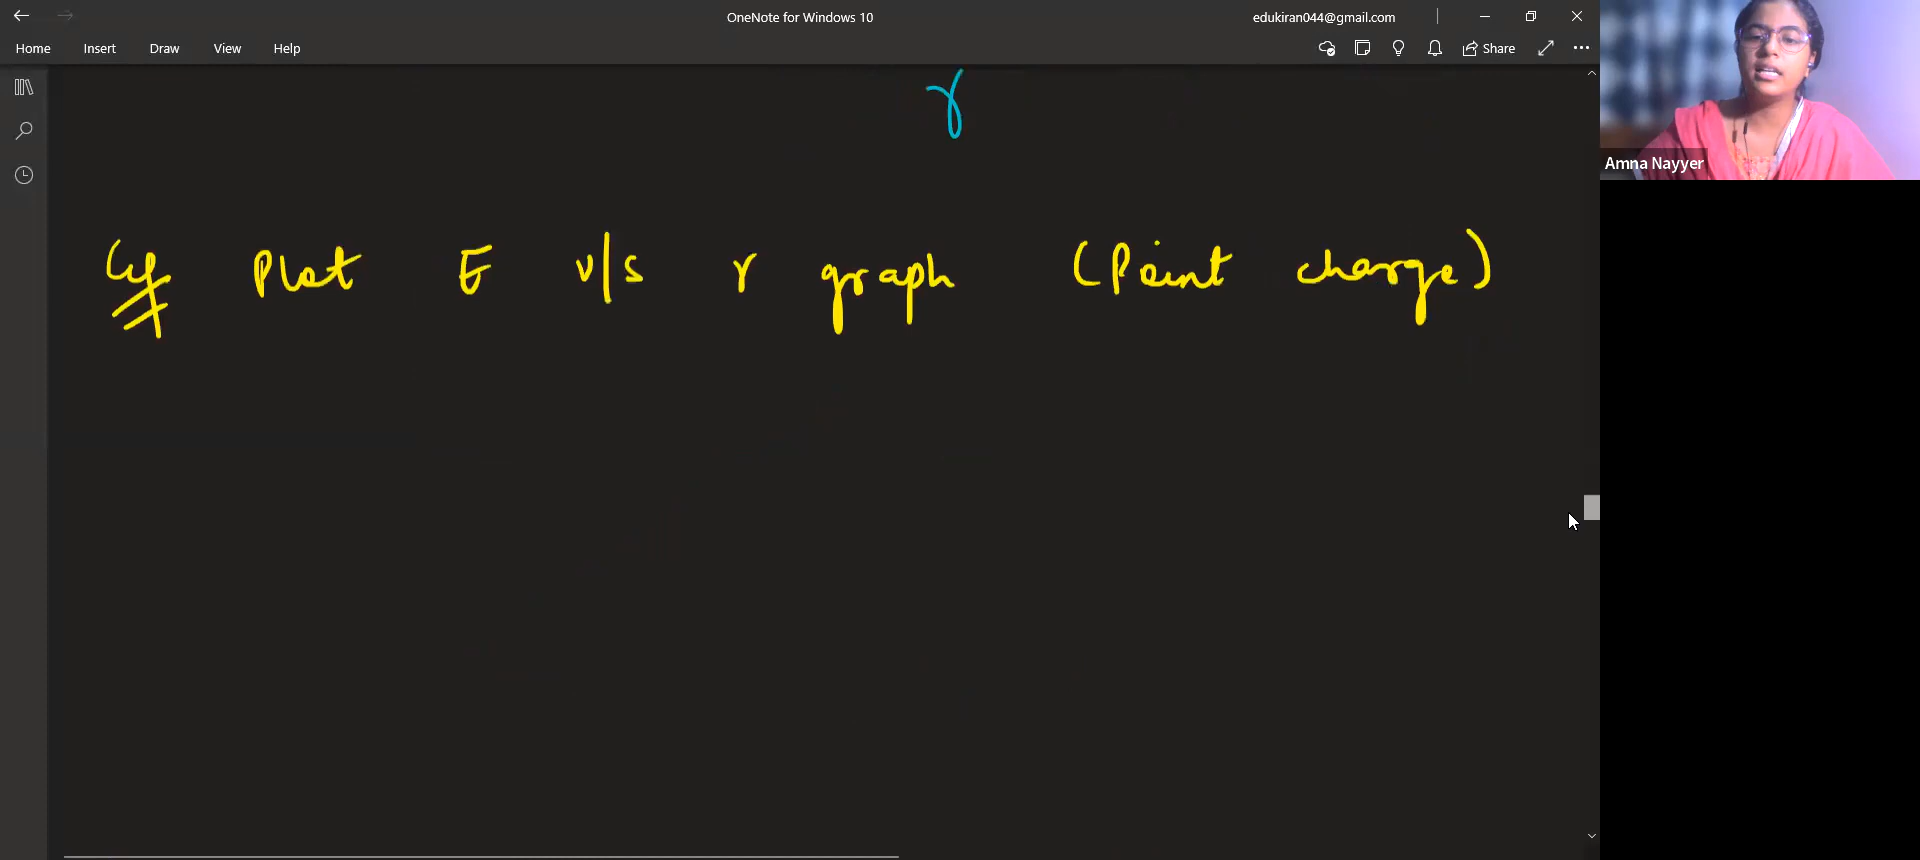 OneNote for Windows 10
edukiran044@gmail.com
Home Insert Draw View Help
Share
Amna Nayyer
r
Plot E v/s r graph (Point charge)